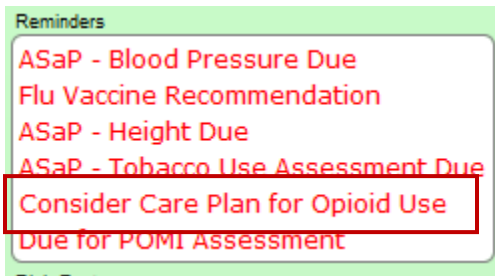 Reminders
ASaP - Blood Pressure Due
Flu Vaccine Recommendation
ASaP - Height Due
ASaP - Tobacco Use Assessment Due
Consider Care Plan for Opioid Use
Due for POMI Assessment